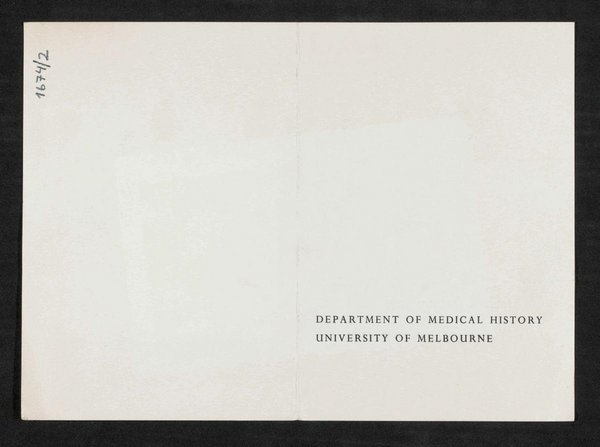 1674/2
DEPARTMENT OF MEDICAL HISTORY
UNIVERSITY OF MELBOURNE